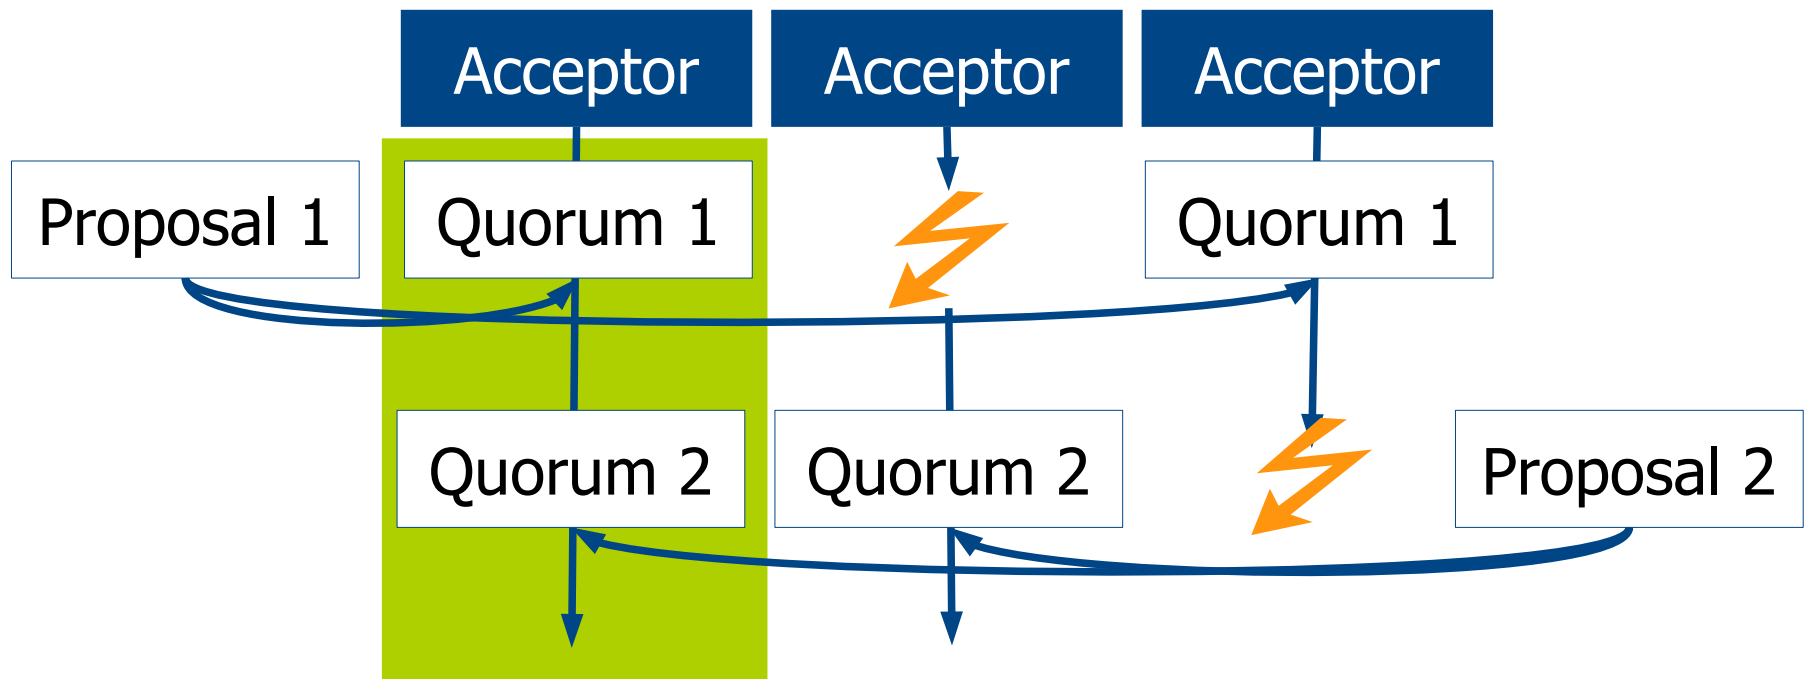 Acceptor
Acceptor
Acceptor
Proposal 1
Quorum 1
Quorum 1
Quorum 2
Quorum 2
Proposal 2